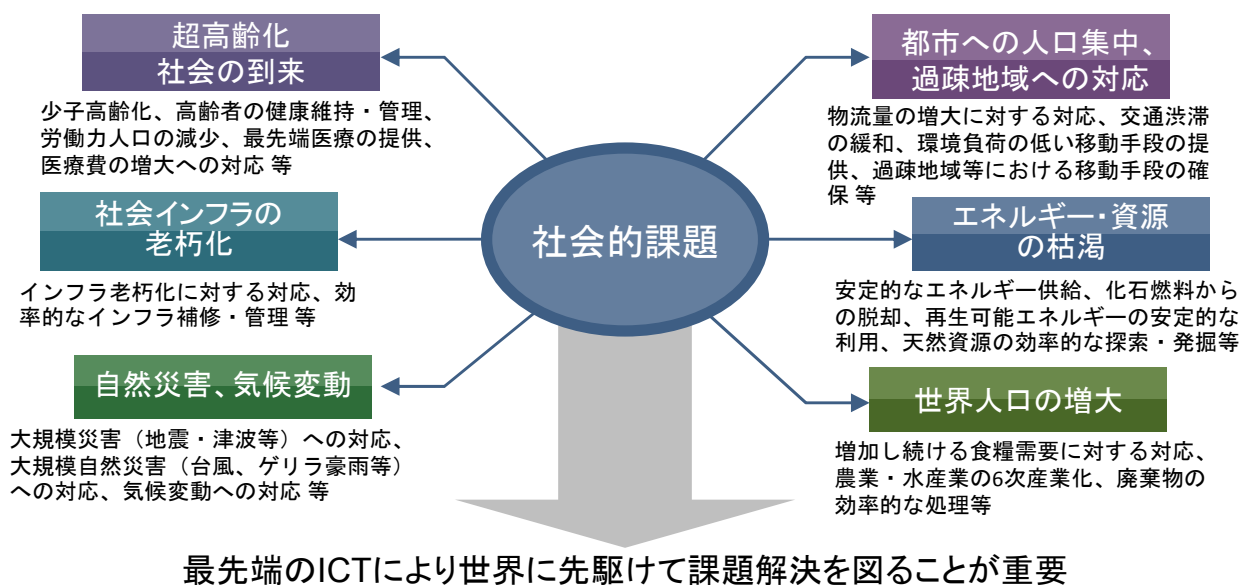 超高齢化
社会の到来
少子高齢化、高齢者の健康維持・管理、
労働力人口の減少、最先端医療の提供、
医療費の増大への対応 等
社会インフラの
老朽化
インフラ老朽化に対する対応、効
率的なインフラ補修・管理 等
自然災害、気候変動
大規模災害（地震・津波等）への対応、
大規模自然災害（台風、ゲリラ豪雨等）
への対応、気候変動への対応 等
社会的課題
都市への人口集中、
過疎地域への対応
物流量の増大に対する対応、交通渋滞
の緩和、環境負荷の低い移動手段の提
供、過疎地域等における移動手段の確
保 等
エネルギー・資源
の枯渇
安定的なエネルギー供給、化石燃料から
の脱却、再生可能エネルギーの安定的な
利用、天然資源の効率的な探索・発掘等
世界人口の増大
増加し続ける食糧需要に対する対応、
農業・水産業の6次産業化、廃棄物の
効率的な処理等
最先端のICTにより世界に先駆けて課題解決を図ることが重要